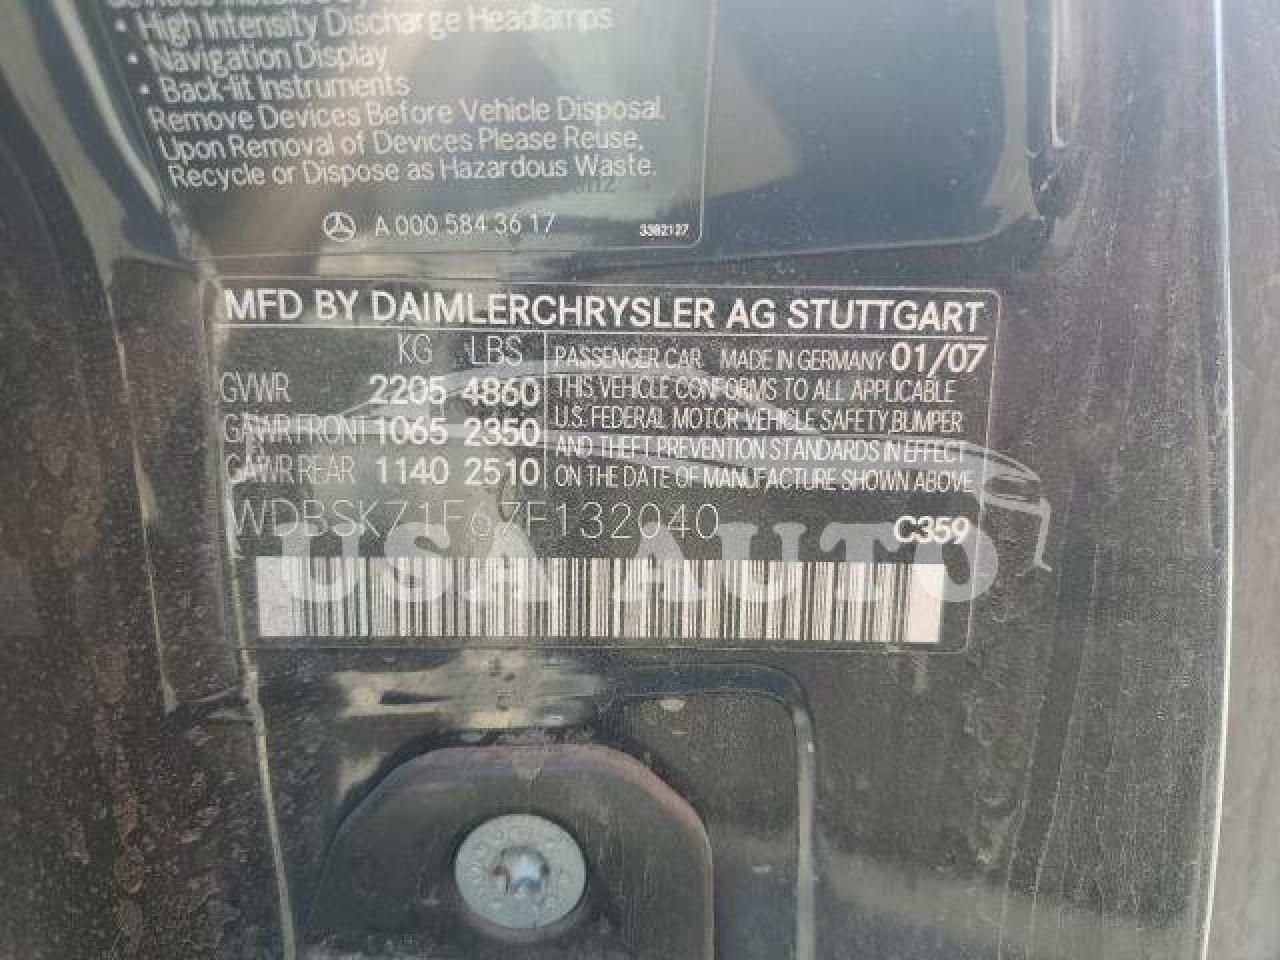 • High Intensity Discharge Headlamps
• Navigation Display
• Back-lit Instruments
Remove Devices Before Vehicle Disposal.
Upon Removal of Devices Please Reuse,
Recycle or Dispose as Hazardous Waste.
A 000 584 36 17
3382127
MFD BY DAIMLERCHRYSLER AG STUTTGART
KG LBS
GVWR 2205 4860
GAWR FRONT 1065 2350
GAWR REAR 1140 2510
PASSENGER CAR MADE IN GERMANY 01/07
THIS VEHICLE CONFORMS TO ALL APPLICABLE
U.S. FEDERAL MOTOR VEHICLE SAFETY, BUMPER
AND THEFT PREVENTION STANDARDS IN EFFECT
ON THE DATE OF MANUFACTURE SHOWN ABOVE
WDBSK71F67F132040
C359
USA AUTO